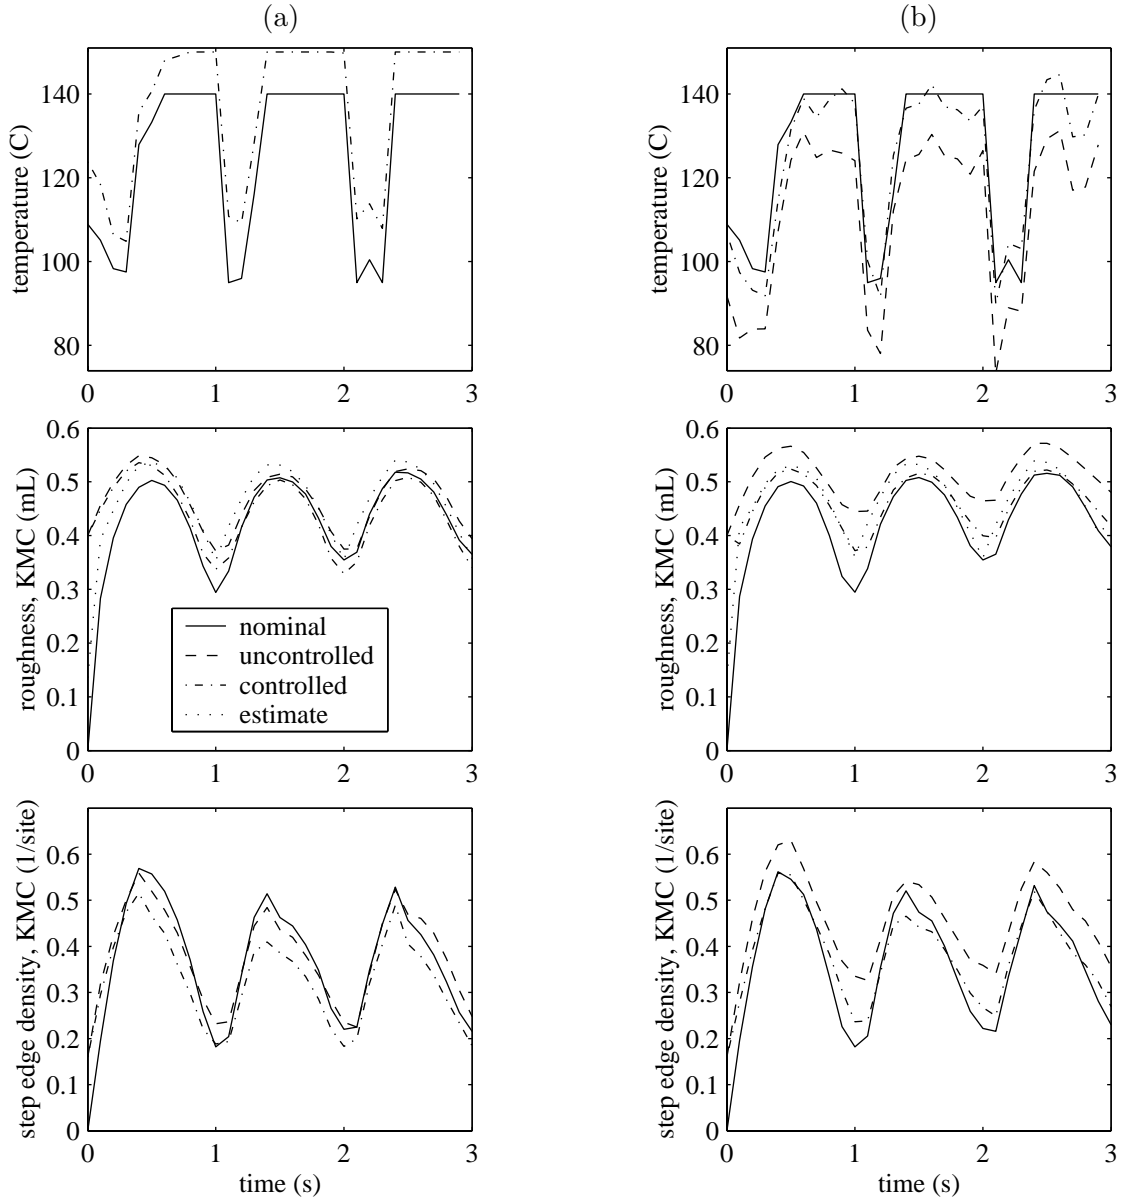 (a)
(b)
temperature (C)
140
120
100
80
0 1 2 3
temperature (C)
140
120
100
80
0 1 2 3
roughness, KMC (mL)
0.6
0.5
0.4
0.3
0.2
0.1
0
nominal
uncontrolled
controlled
estimate
0 1 2 3
roughness, KMC (mL)
0.6
0.5
0.4
0.3
0.2
0.1
0
0 1 2 3
step edge density, KMC (1/site)
0.6
0.5
0.4
0.3
0.2
0.1
0
0 1 2 3
time (s)
step edge density, KMC (1/site)
0.6
0.5
0.4
0.3
0.2
0.1
0
0 1 2 3
time (s)